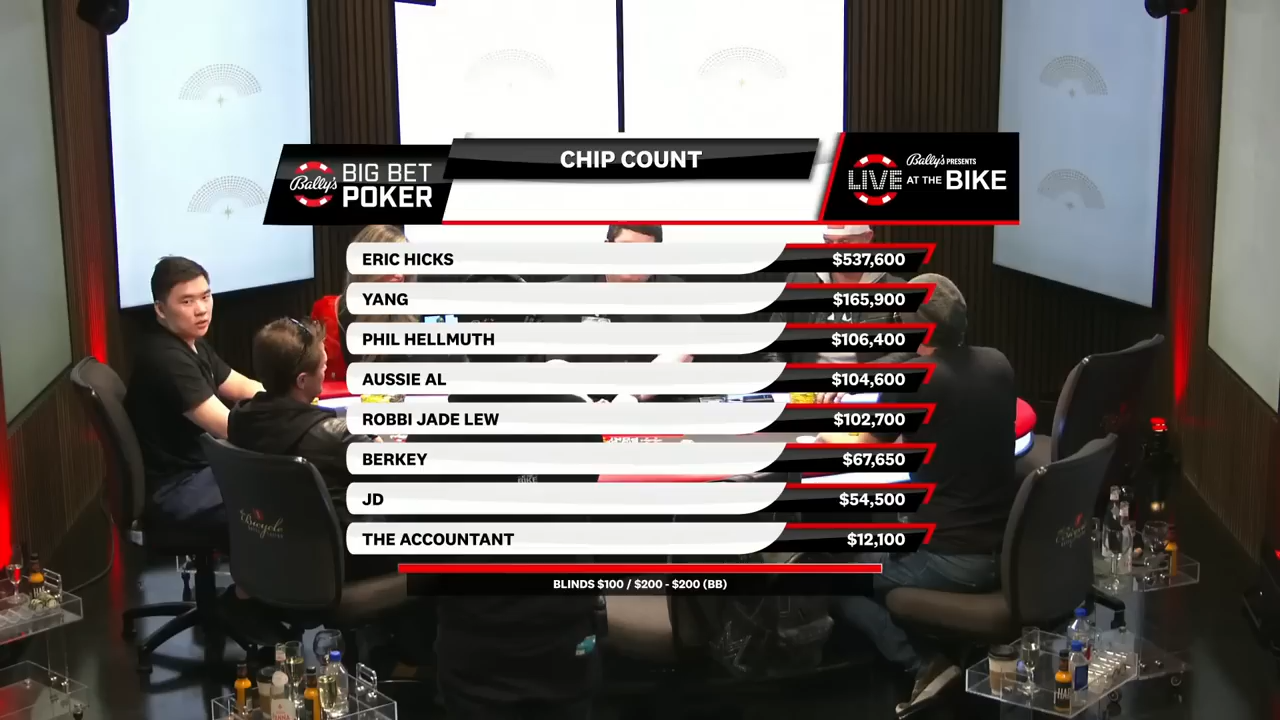 CHIP COUNT
Bally's BIG BET POKER
Bally's PRESENTS
LIVE AT THE BIKE
ERIC HICKS $537,600
YANG $165,900
PHIL HELLMUTH $106,400
AUSSIE AL $104,600
ROBBI JADE LEW $102,700
BERKEY $67,650
JD $54,500
THE ACCOUNTANT $12,100
BLINDS $100 / $200 - $200 (BB)
Bicycle